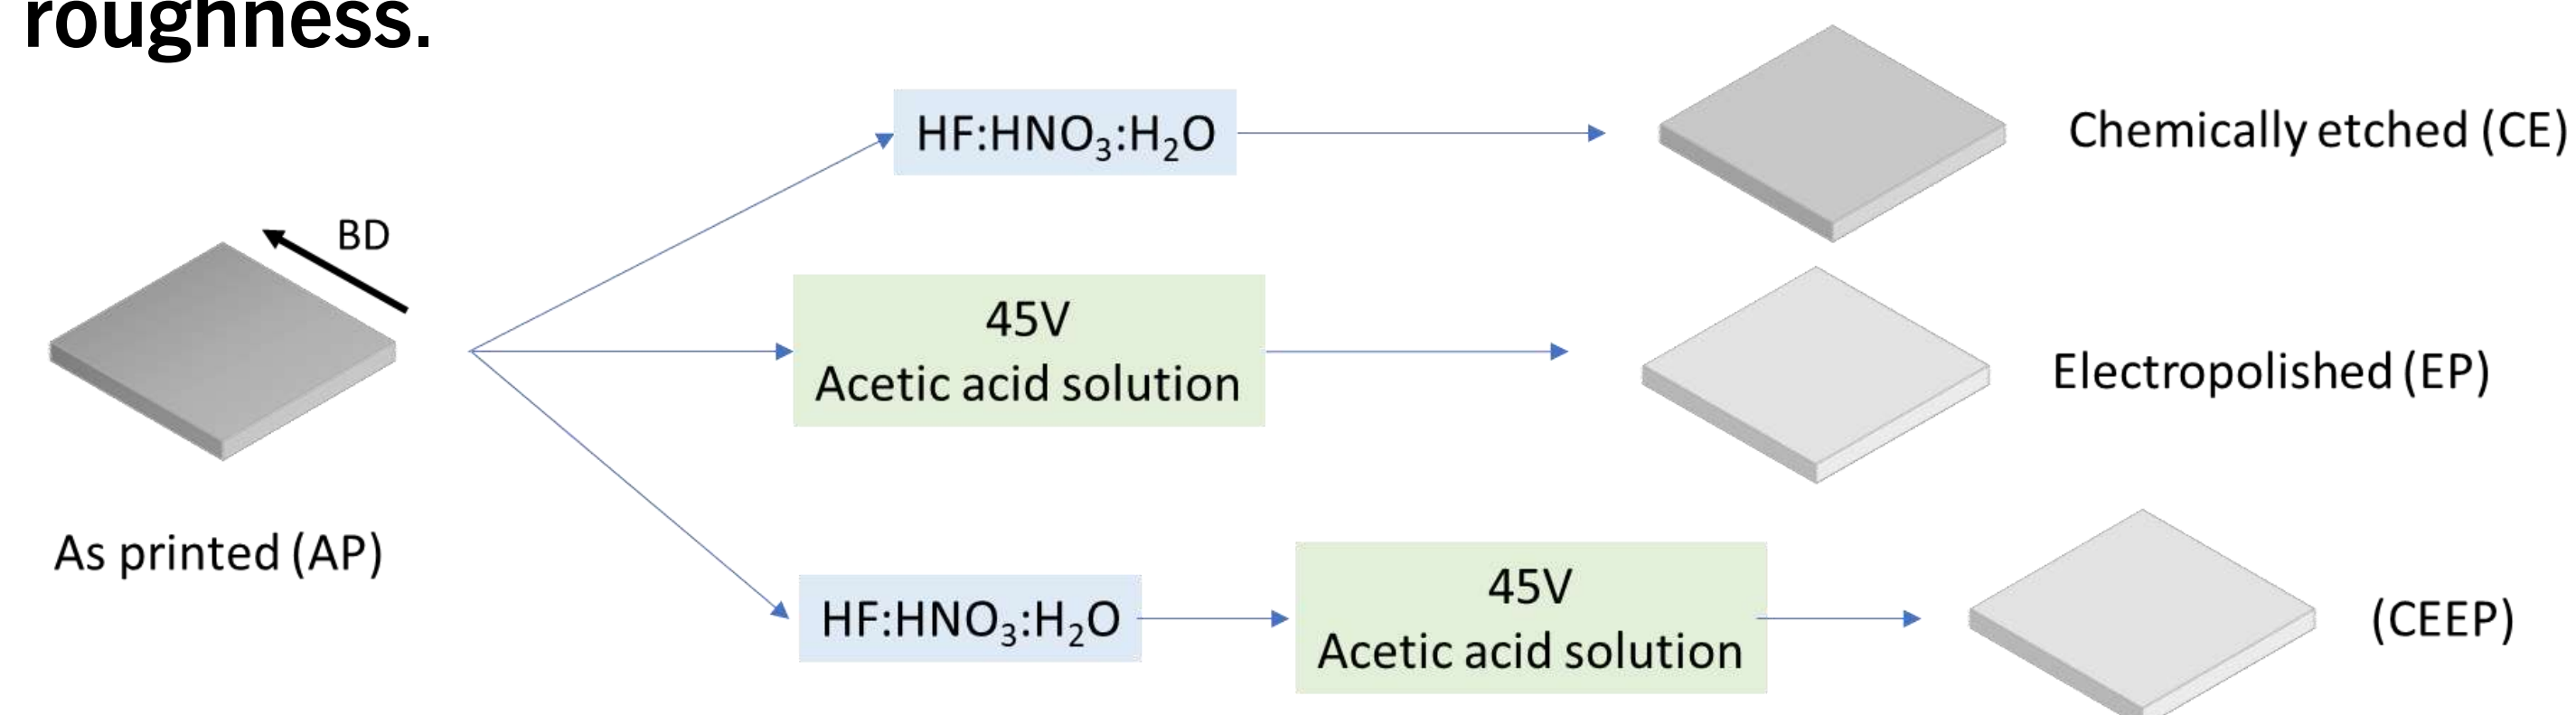 roughness.
HF:HNO₃:H₂O
Chemically etched (CE)
BD
45V
Acetic acid solution
Electropolished (EP)
As printed (AP)
HF:HNO₃:H₂O
45V
Acetic acid solution
(CEEP)